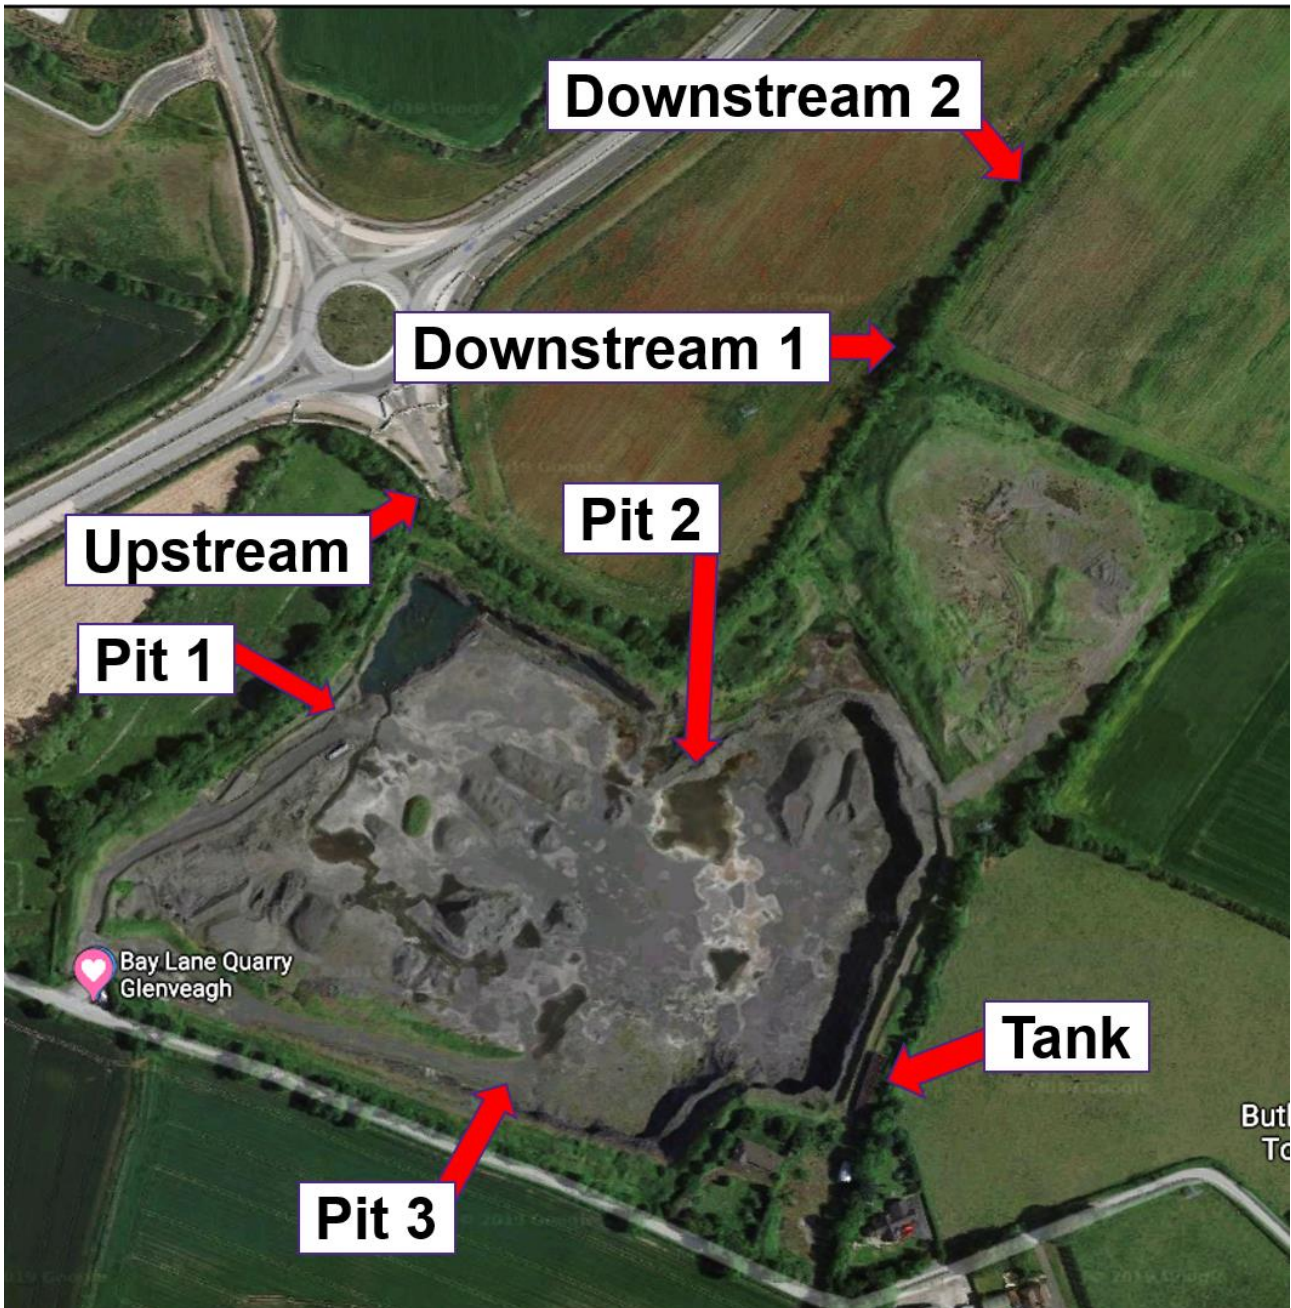 Downstream 2
Downstream 1
Pit 2
Upstream
Pit 1
Bay Lane Quarry
Glenveagh
Tank
Pit 3